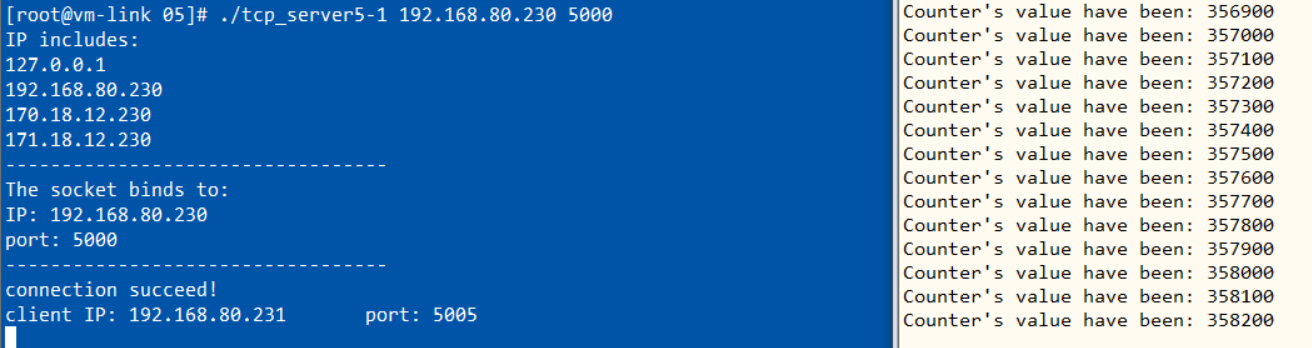 [root@vm-link 05]# ./tcp_server5-1 192.168.80.230 5000
IP includes:
127.0.0.1
192.168.80.230
170.18.12.230
171.18.12.230
----------------------------------
The socket binds to:
IP: 192.168.80.230
port: 5000
----------------------------------
connection succeed!
client IP: 192.168.80.231       port: 5005
Counter's value have been: 356900
Counter's value have been: 357000
Counter's value have been: 357100
Counter's value have been: 357200
Counter's value have been: 357300
Counter's value have been: 357400
Counter's value have been: 357500
Counter's value have been: 357600
Counter's value have been: 357700
Counter's value have been: 357800
Counter's value have been: 357900
Counter's value have been: 358000
Counter's value have been: 358100
Counter's value have been: 358200